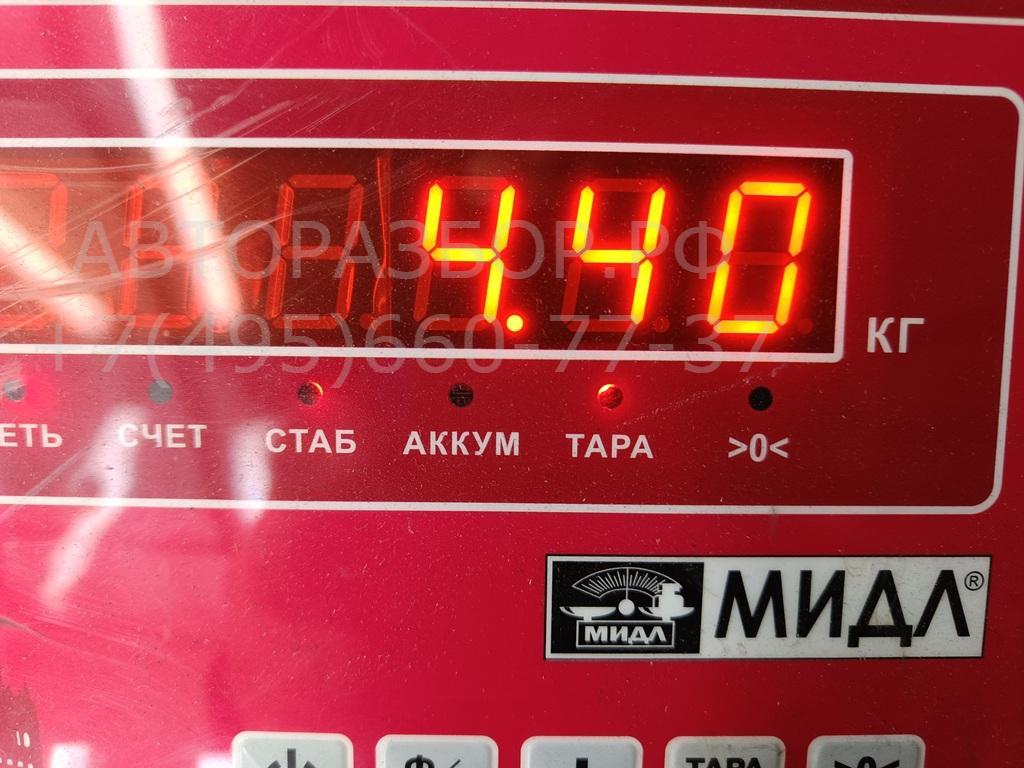 4.40
АВТОРАЗБОР.РФ
+7(495)660-77-37
КГ
ЕТЬ СЧЕТ СТАБ АККУМ ТАРА >0<
МИДЛ МИДЛ®
ТАРА >0<